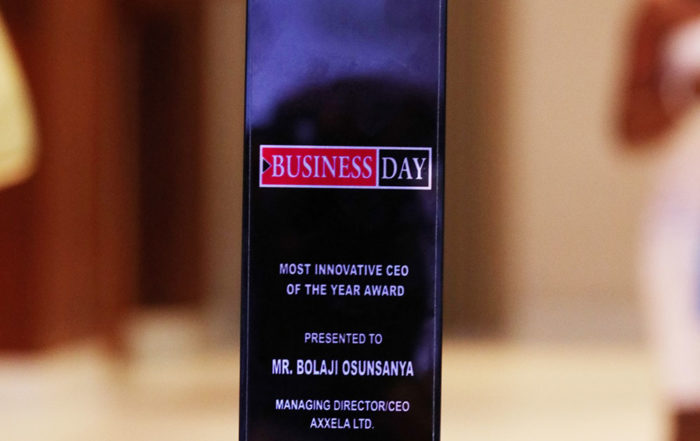 BUSINESS DAY
MOST INNOVATIVE CEO
OF THE YEAR AWARD
PRESENTED TO
MR. BOLAJI OSUNSANYA
MANAGING DIRECTOR/CEO
AXXELA LTD.